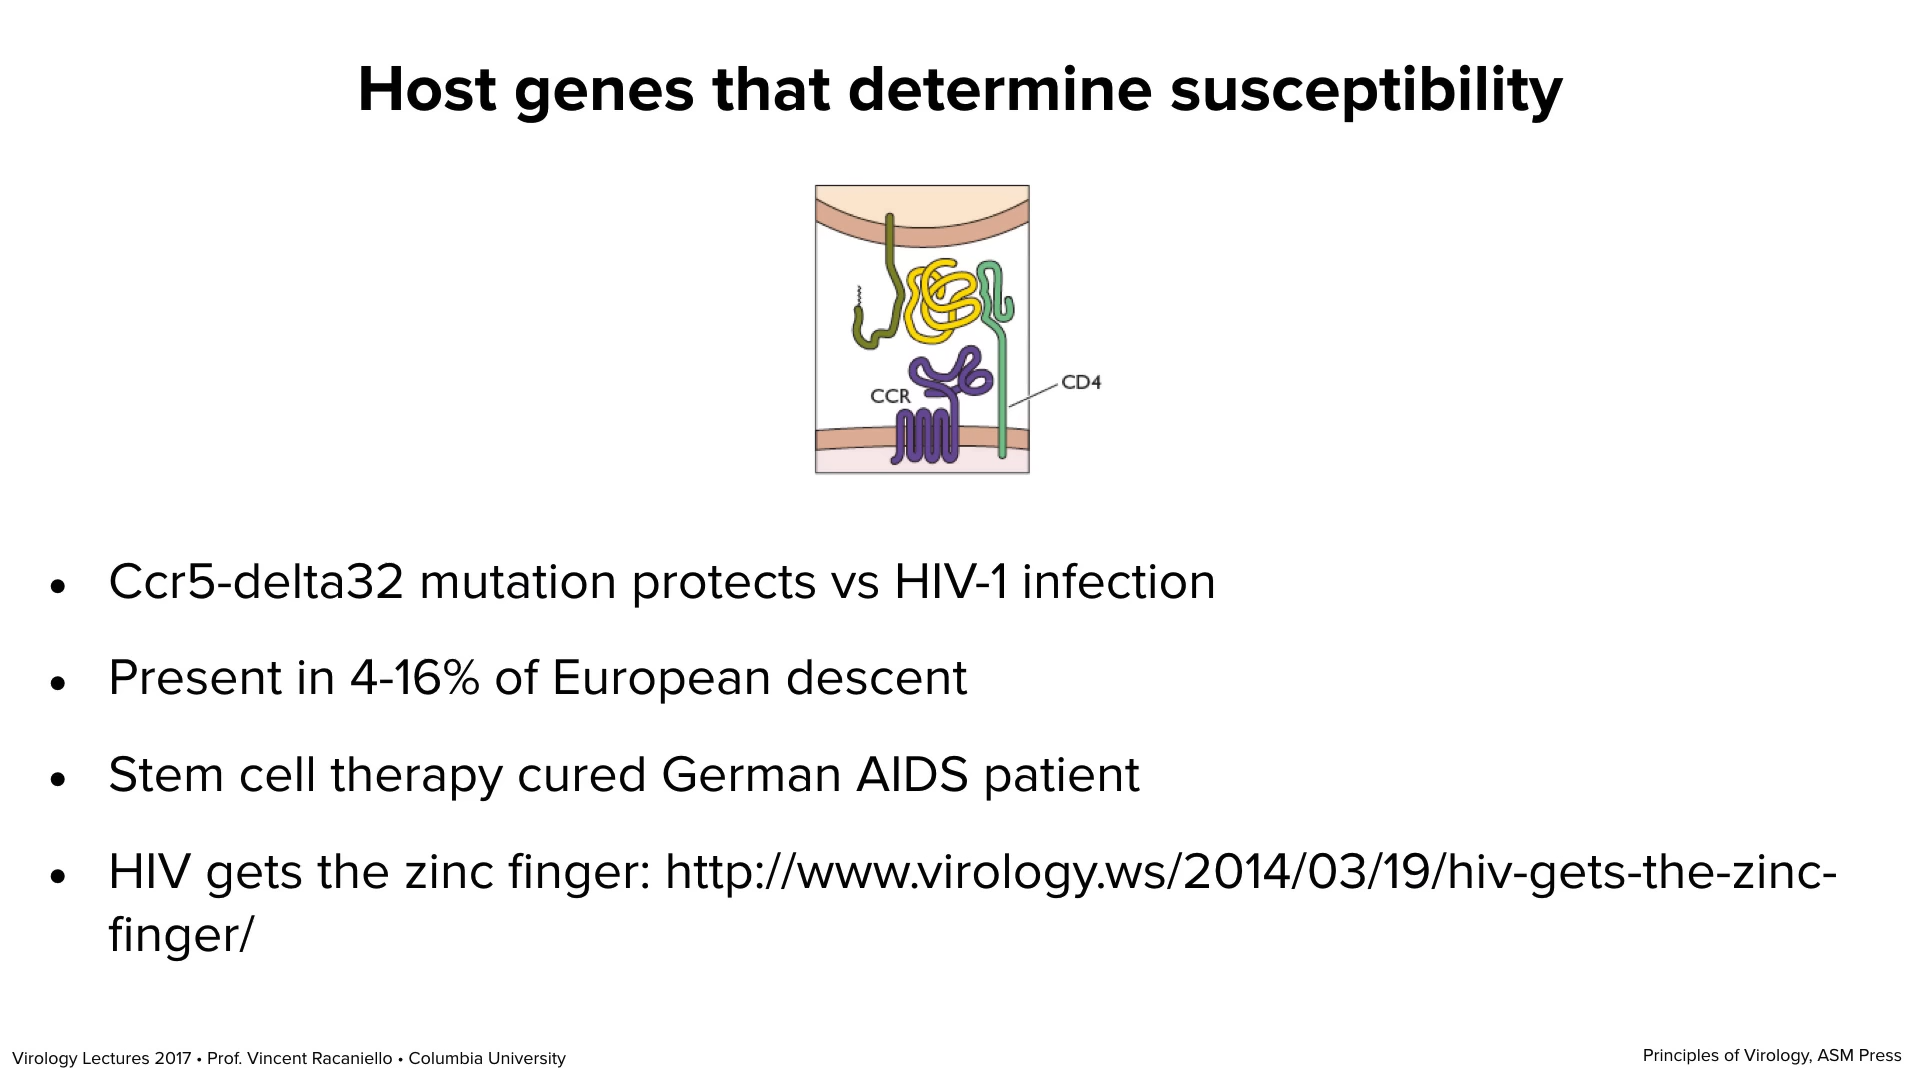 Host genes that determine susceptibility
CCR
CD4
• Ccr5-delta32 mutation protects vs HIV-1 infection
• Present in 4-16% of European descent
• Stem cell therapy cured German AIDS patient
• HIV gets the zinc finger: http://www.virology.ws/2014/03/19/hiv-gets-the-zinc-
finger/
Virology Lectures 2017 • Prof. Vincent Racaniello • Columbia University
Principles of Virology, ASM Press